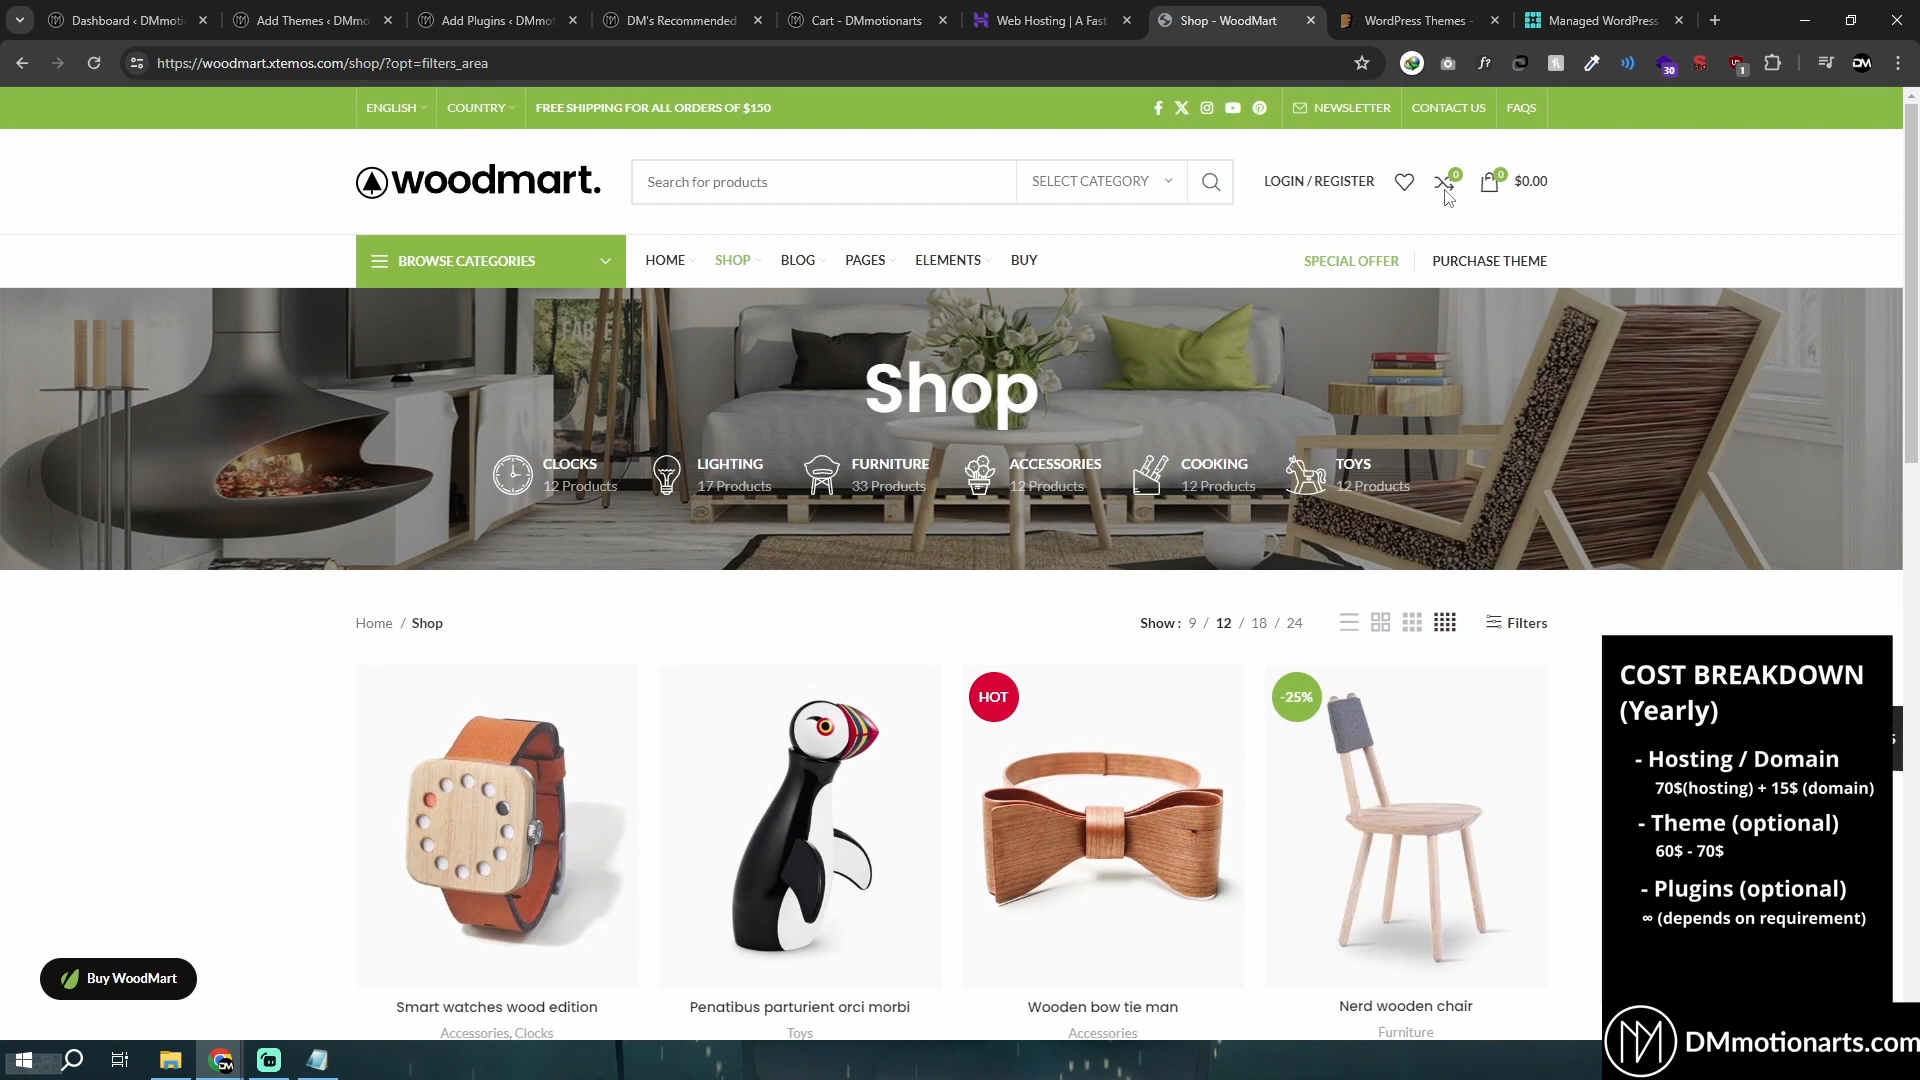 Dashboard ‹ DMmoti
Add Themes ‹ DMmo
Add Plugins ‹ DMmot
DM's Recommended
Cart - DMmotionarts
Web Hosting | A Fast
Shop - WoodMart
WordPress Themes -
Managed WordPress
https://woodmart.xtemos.com/shop/?opt=filters_area
30
1
ENGLISH
COUNTRY
FREE SHIPPING FOR ALL ORDERS OF $150
NEWSLETTER
CONTACT US
FAQS
woodmart.
Search for products
SELECT CATEGORY
LOGIN / REGISTER
0
0
$0.00
BROWSE CATEGORIES
HOME
SHOP
BLOG
PAGES
ELEMENTS
BUY
SPECIAL OFFER
PURCHASE THEME
Shop
CLOCKS
12 Products
LIGHTING
17 Products
FURNITURE
33 Products
ACCESSORIES
12 Products
COOKING
12 Products
TOYS
12 Products
Home / Shop
Show : 9 / 12 / 18 / 24
Filters
HOT
-25%
Smart watches wood edition
Accessories, Clocks
Penatibus parturient orci morbi
Toys
Wooden bow tie man
Accessories
Nerd wooden chair
Furniture
Buy WoodMart
COST BREAKDOWN
(Yearly)
- Hosting / Domain
70$(hosting) + 15$ (domain)
- Theme (optional)
60$ - 70$
- Plugins (optional)
∞ (depends on requirement)
DMmotionarts.com